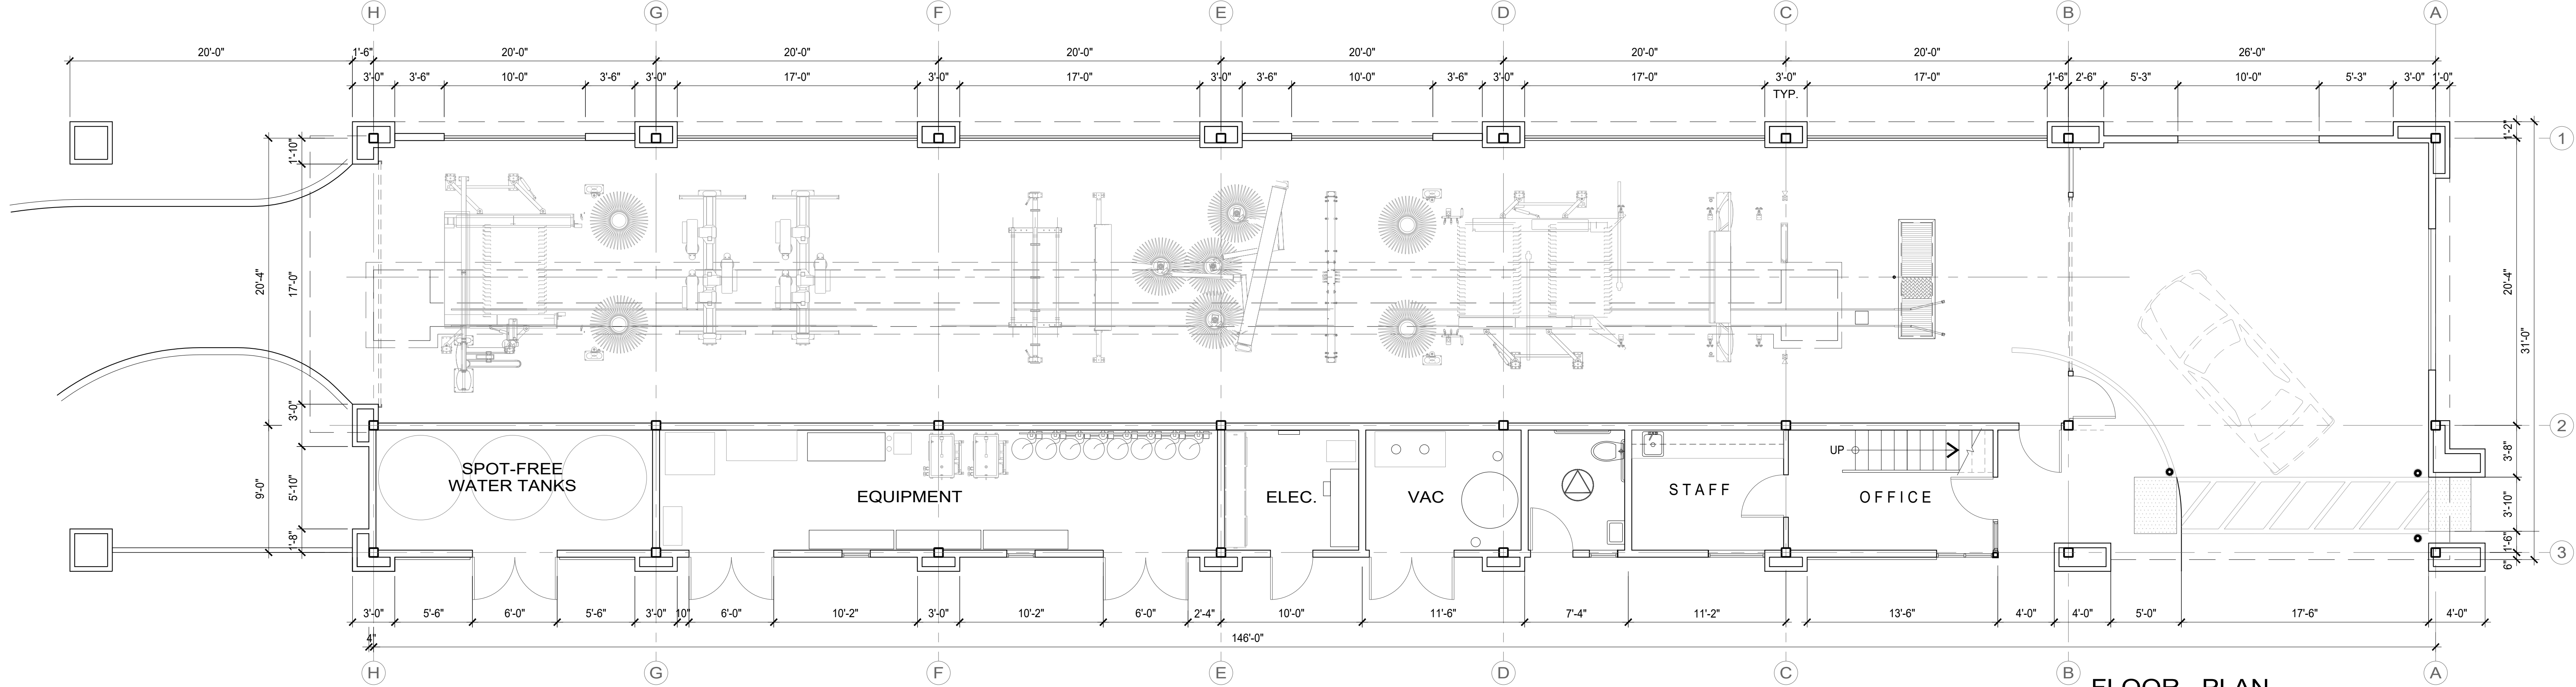 H G F E D C B A
20'-0" 1'-6" 20'-0" 20'-0" 20'-0" 20'-0" 20'-0" 20'-0" 26'-0"
3'-0" 3'-6" 10'-0" 3'-6" 3'-0" 17'-0" 3'-0" 17'-0" 3'-0" 3'-6" 10'-0" 3'-6" 3'-0" 17'-0" 3'-0" 17'-0" 1'-6" 2'-6" 5'-3" 10'-0" 5'-3" 3'-0" 1'-0"
TYP.
1'-2"
1
1'-10"
20'-4"
17'-0"
20'-4"
31'-0"
3'-0"
2
SPOT-FREE
WATER TANKS
EQUIPMENT
ELEC.
VAC
STAFF
UP
OFFICE
3'-8"
9'-0"
5'-10"
3'-10"
1'-8"
1'-6"
3
6"
3'-0" 5'-6" 6'-0" 5'-6" 3'-0" 10" 6'-0" 10'-2" 3'-0" 10'-2" 6'-0" 2'-4" 10'-0" 11'-6" 7'-4" 11'-2" 13'-6" 4'-0" 4'-0" 5'-0" 17'-6" 4'-0"
4" 146'-0"
H G F E D C B A
FLOOR PLAN